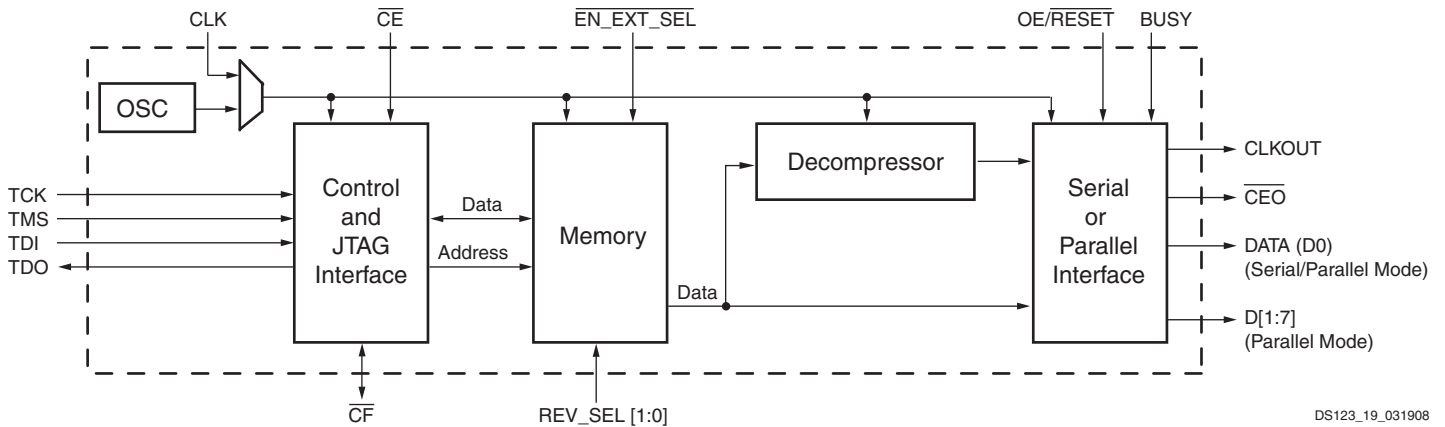 CLK
CE
EN_EXT_SEL
OE/RESET
BUSY
OSC
Control
and
JTAG
Interface
Memory
Decompressor
Serial
or
Parallel
Interface
TCK
TMS
TDI
TDO
Data
Address
Data
CLKOUT
CEO
DATA (D0)
(Serial/Parallel Mode)
D[1:7]
(Parallel Mode)
CF
REV_SEL [1:0]
DS123_19_031908